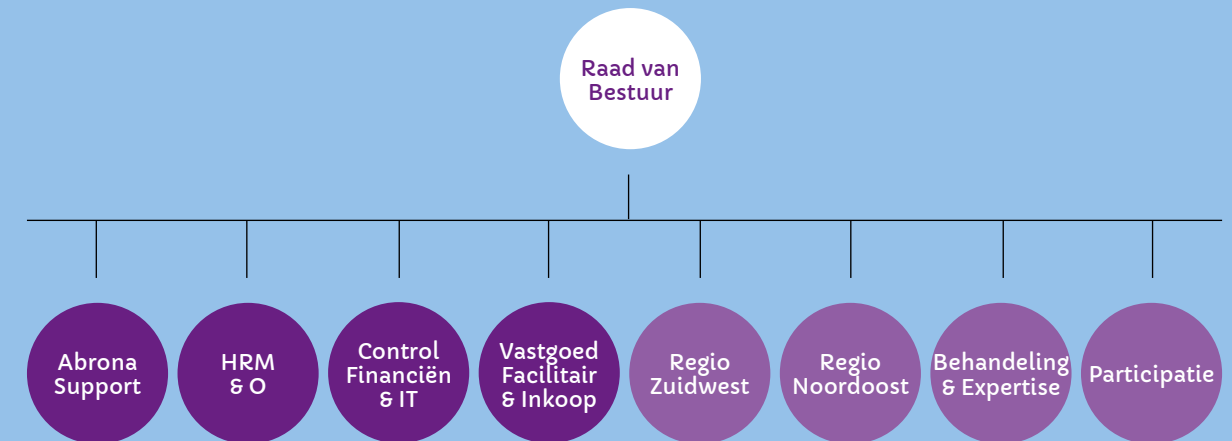 Raad van
Bestuur
Abrona
Support
HRM
& O
Control
Financiën
& IT
Vastgoed
Facilitair
& Inkoop
Regio
Zuidwest
Regio
Noordoost
Behandeling
& Expertise
Participatie